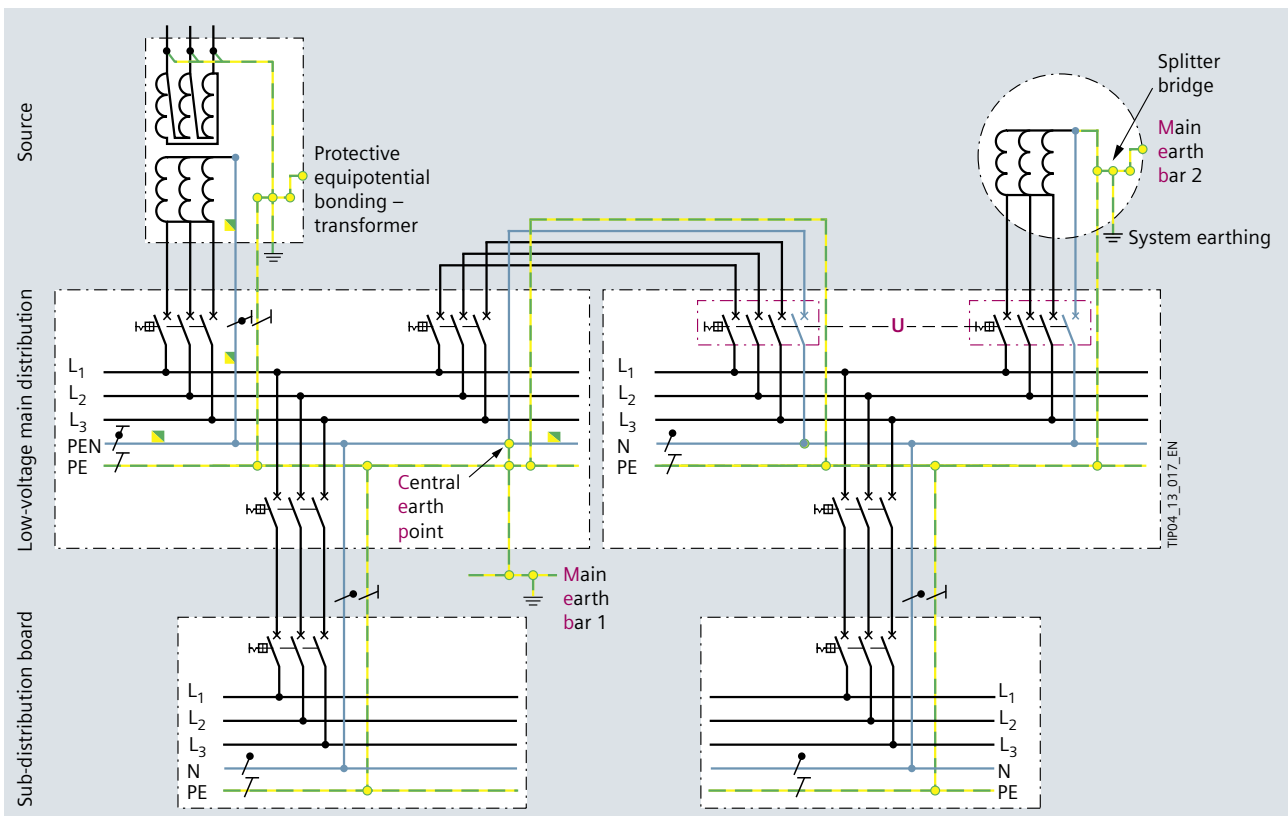 Source
Protective
equipotential
bonding –
transformer
Splitter
bridge
Main
earth
bar 2
System earthing
Low-voltage main distribution
L1
L2
L3
PEN
PE
Central
earth
point
Main
earth
bar 1
U
L1
L2
L3
N
PE
TIP04_13_017_EN
Sub-distribution board
L1
L2
L3
N
PE
L1
L2
L3
N
PE